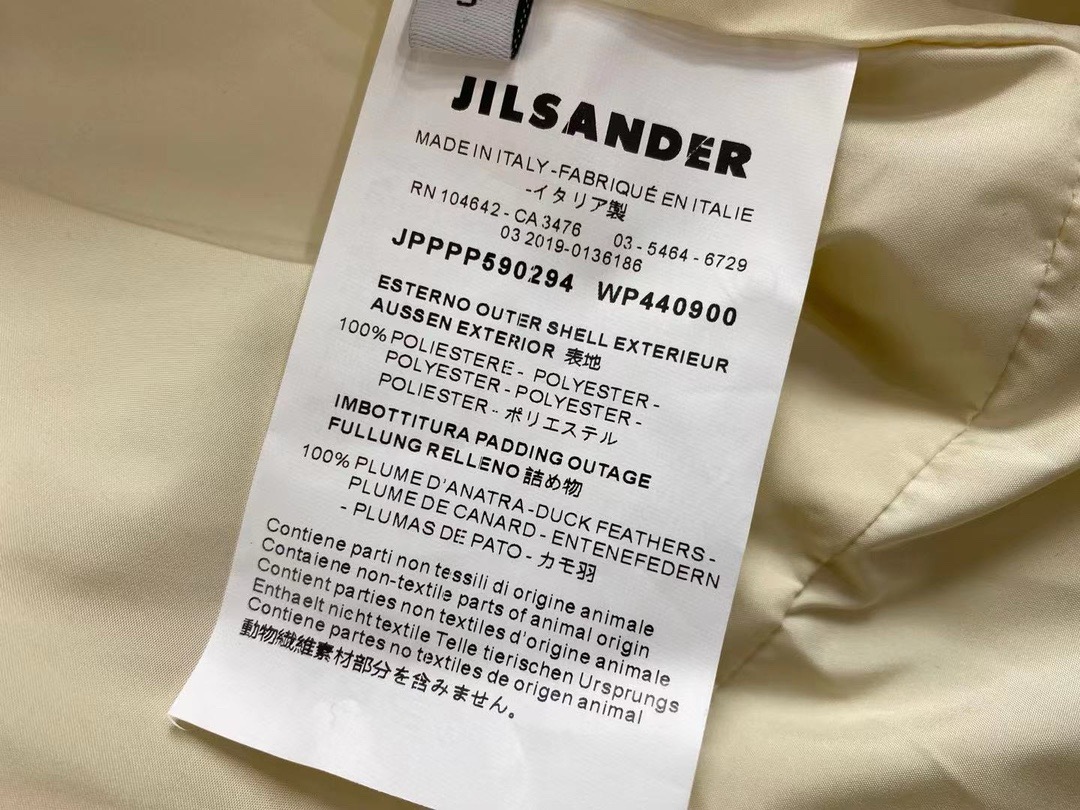 JILSANDER
MADE IN ITALY-FABRIQUÉ EN ITALIE
-イタリア製
RN 104642 - CA 3476 03 - 5464 - 6729
03 2019-0136186
JPPPP590294 WP440900
ESTERNO OUTER SHELL EXTERIEUR
AUSSEN EXTERIOR 表地
100% POLIESTERE - POLYESTER -
POLYESTER - POLYESTER -
POLIESTER - ポリエステル
IMBOTTITURA PADDING OUTAGE
FULLUNG RELLENO 詰め物
100% PLUME D'ANATRA - DUCK FEATHERS -
PLUME DE CANARD - ENTENEFEDERN
- PLUMAS DE PATO - カモ羽
Contiene parti non tessili di origine animale
Contaiene non-textile parts of animal origin
Contient parties non textiles d'origine animale
Enthaelt nicht textile Telle tierischen Ursprungs
Contiene partes no textiles de origen animal
動物繊維素材部分を含みません。